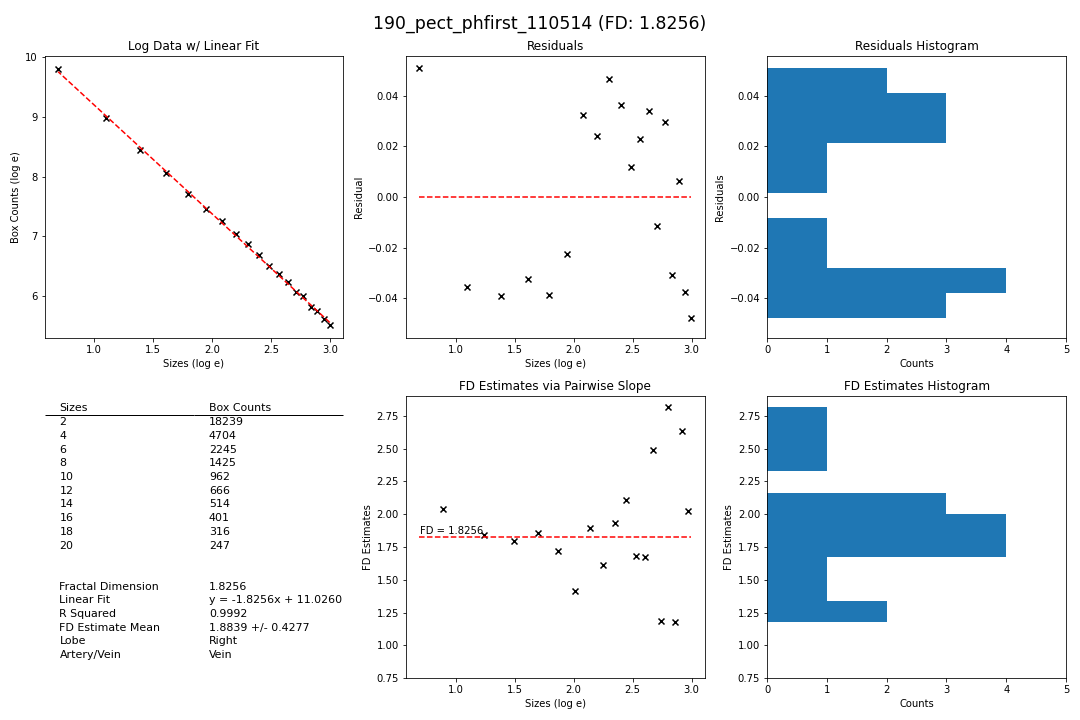 190_pect_phfirst_110514 (FD: 1.8256)
Log Data w/ Linear Fit
10
9
8
7
6
Box Counts (log e)
1.0 1.5 2.0 2.5 3.0
Sizes (log e)
Residuals
0.04
0.02
0.00
−0.02
−0.04
Residual
1.0 1.5 2.0 2.5 3.0
Sizes (log e)
Residuals Histogram
0.04
0.02
0.00
−0.02
−0.04
Residuals
0 1 2 3 4 5
Counts
Sizes Box Counts
2 18239
4 4704
6 2245
8 1425
10 962
12 666
14 514
16 401
18 316
20 247
Fractal Dimension 1.8256
Linear Fit y = -1.8256x + 11.0260
R Squared 0.9992
FD Estimate Mean 1.8839 +/- 0.4277
Lobe Right
Artery/Vein Vein
FD Estimates via Pairwise Slope
2.75
2.50
2.25
2.00
1.75
1.50
1.25
1.00
0.75
FD Estimates
FD = 1.8256
1.0 1.5 2.0 2.5 3.0
Sizes (log e)
FD Estimates Histogram
2.75
2.50
2.25
2.00
1.75
1.50
1.25
1.00
0.75
FD Estimates
0 1 2 3 4 5
Counts